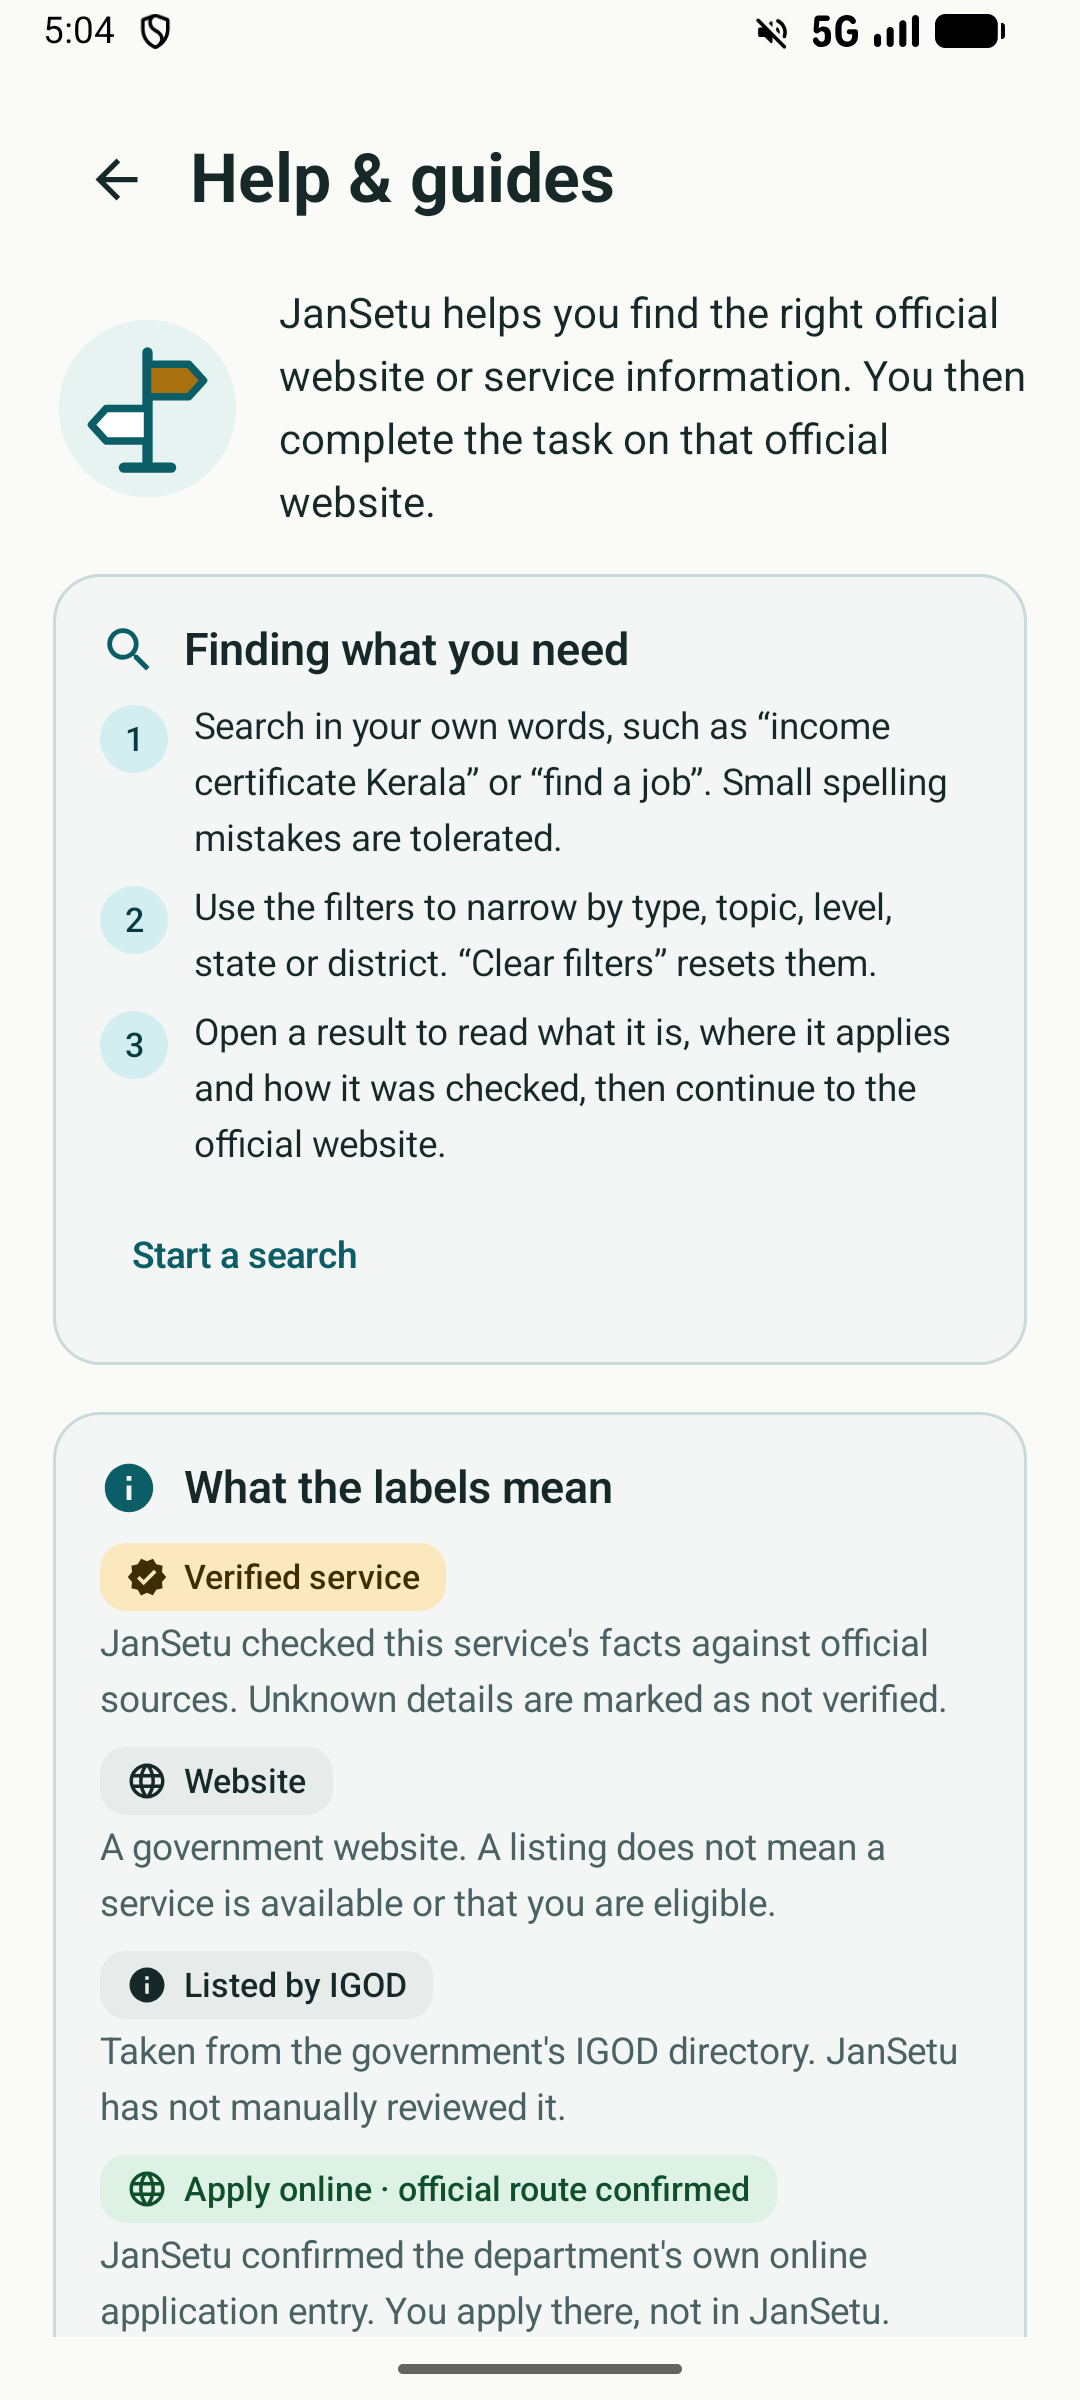 5:04
5G
Help & guides
JanSetu helps you find the right official
website or service information. You then
complete the task on that official
website.
Finding what you need
1
Search in your own words, such as “income
certificate Kerala” or “find a job”. Small spelling
mistakes are tolerated.
2
Use the filters to narrow by type, topic, level,
state or district. “Clear filters” resets them.
3
Open a result to read what it is, where it applies
and how it was checked, then continue to the
official website.
Start a search
What the labels mean
Verified service
JanSetu checked this service's facts against official
sources. Unknown details are marked as not verified.
Website
A government website. A listing does not mean a
service is available or that you are eligible.
Listed by IGOD
Taken from the government's IGOD directory. JanSetu
has not manually reviewed it.
Apply online · official route confirmed
JanSetu confirmed the department's own online
application entry. You apply there, not in JanSetu.